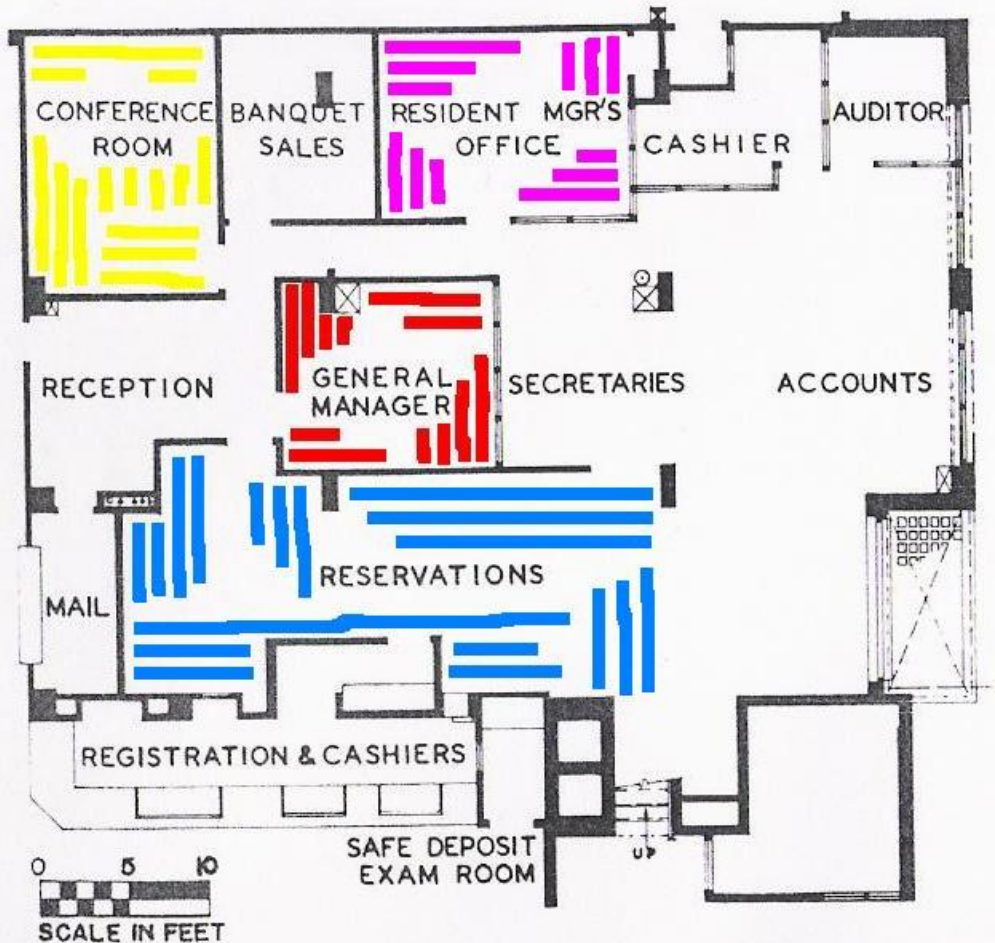 CONFERENCE
ROOM
BANQUET
SALES
RESIDENT MGR'S
OFFICE
CASHIER
AUDITOR
RECEPTION
GENERAL
MANAGER
SECRETARIES
ACCOUNTS
RESERVATIONS
MAIL
REGISTRATION & CASHIERS
SAFE DEPOSIT
EXAM ROOM
UP
0 5 10
SCALE IN FEET